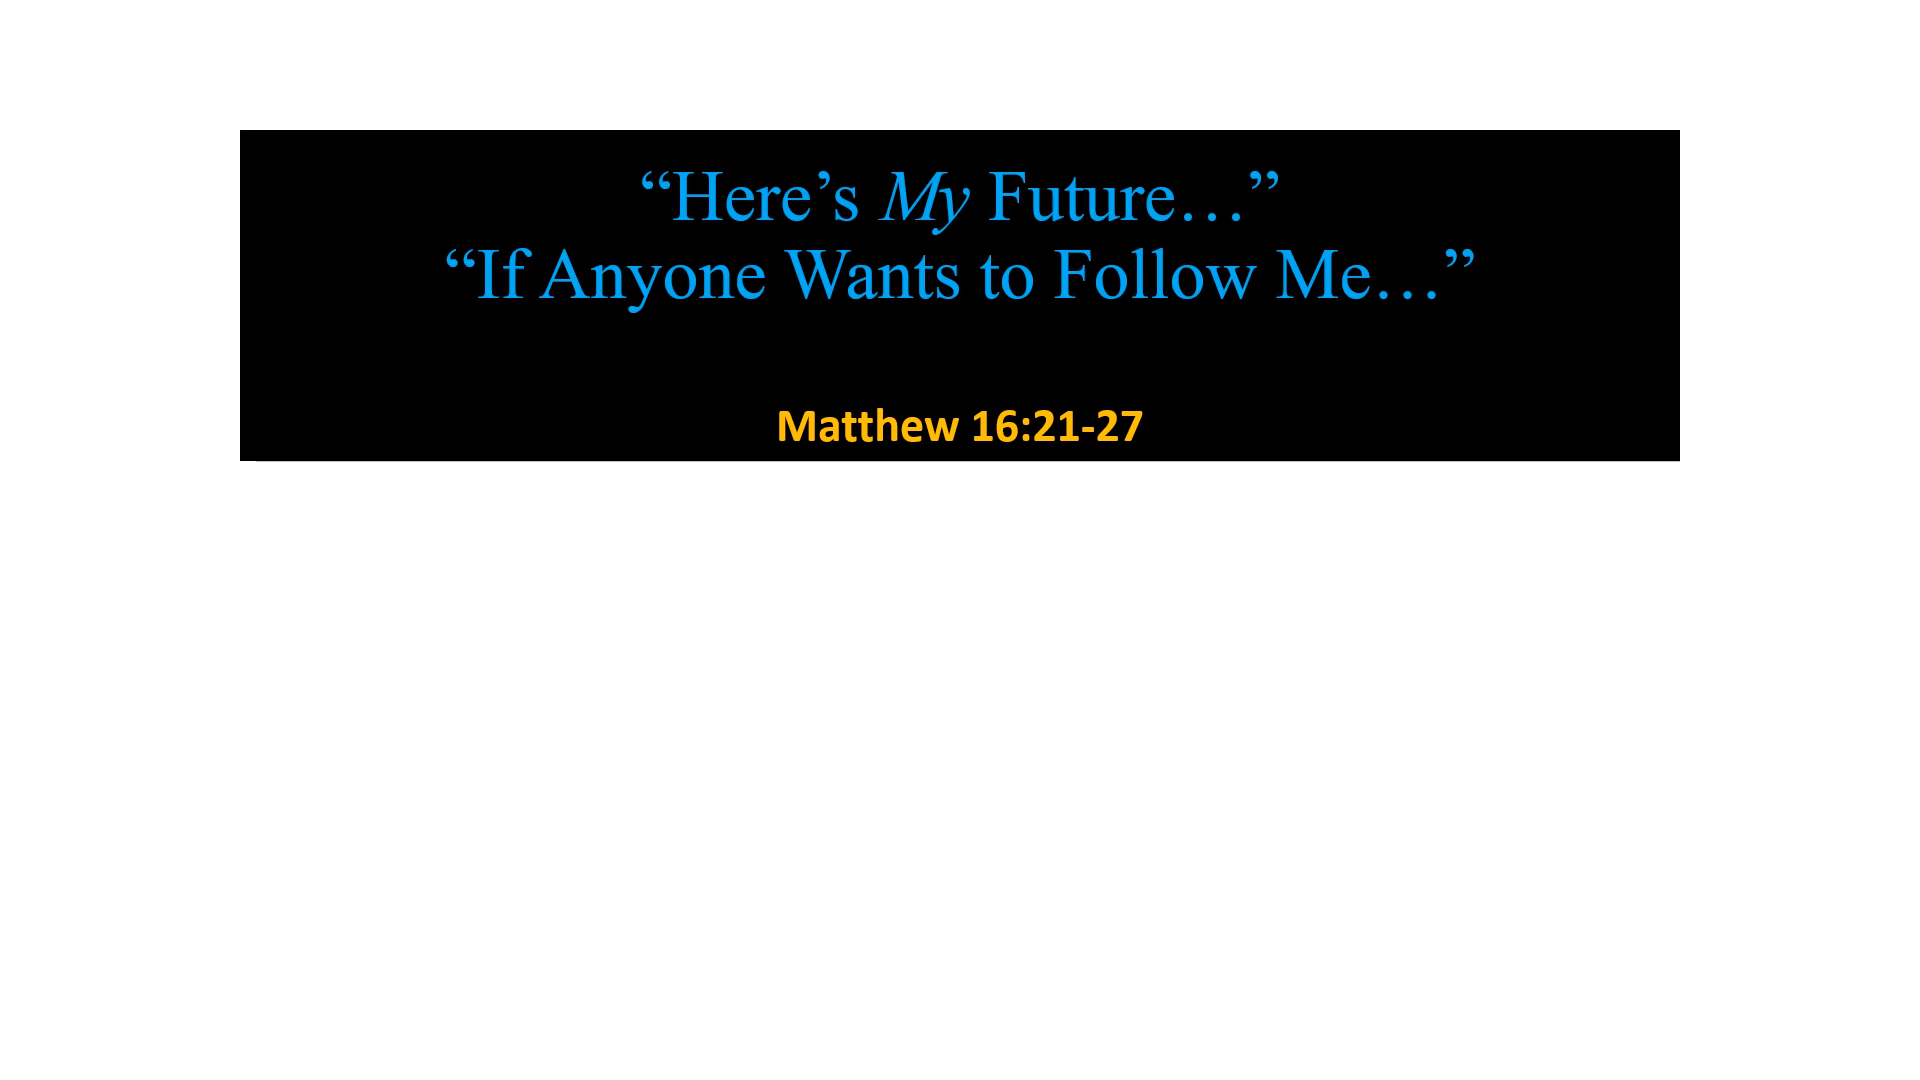 “Here’s My Future…”
“If Anyone Wants to Follow Me…”
Matthew 16:21-27